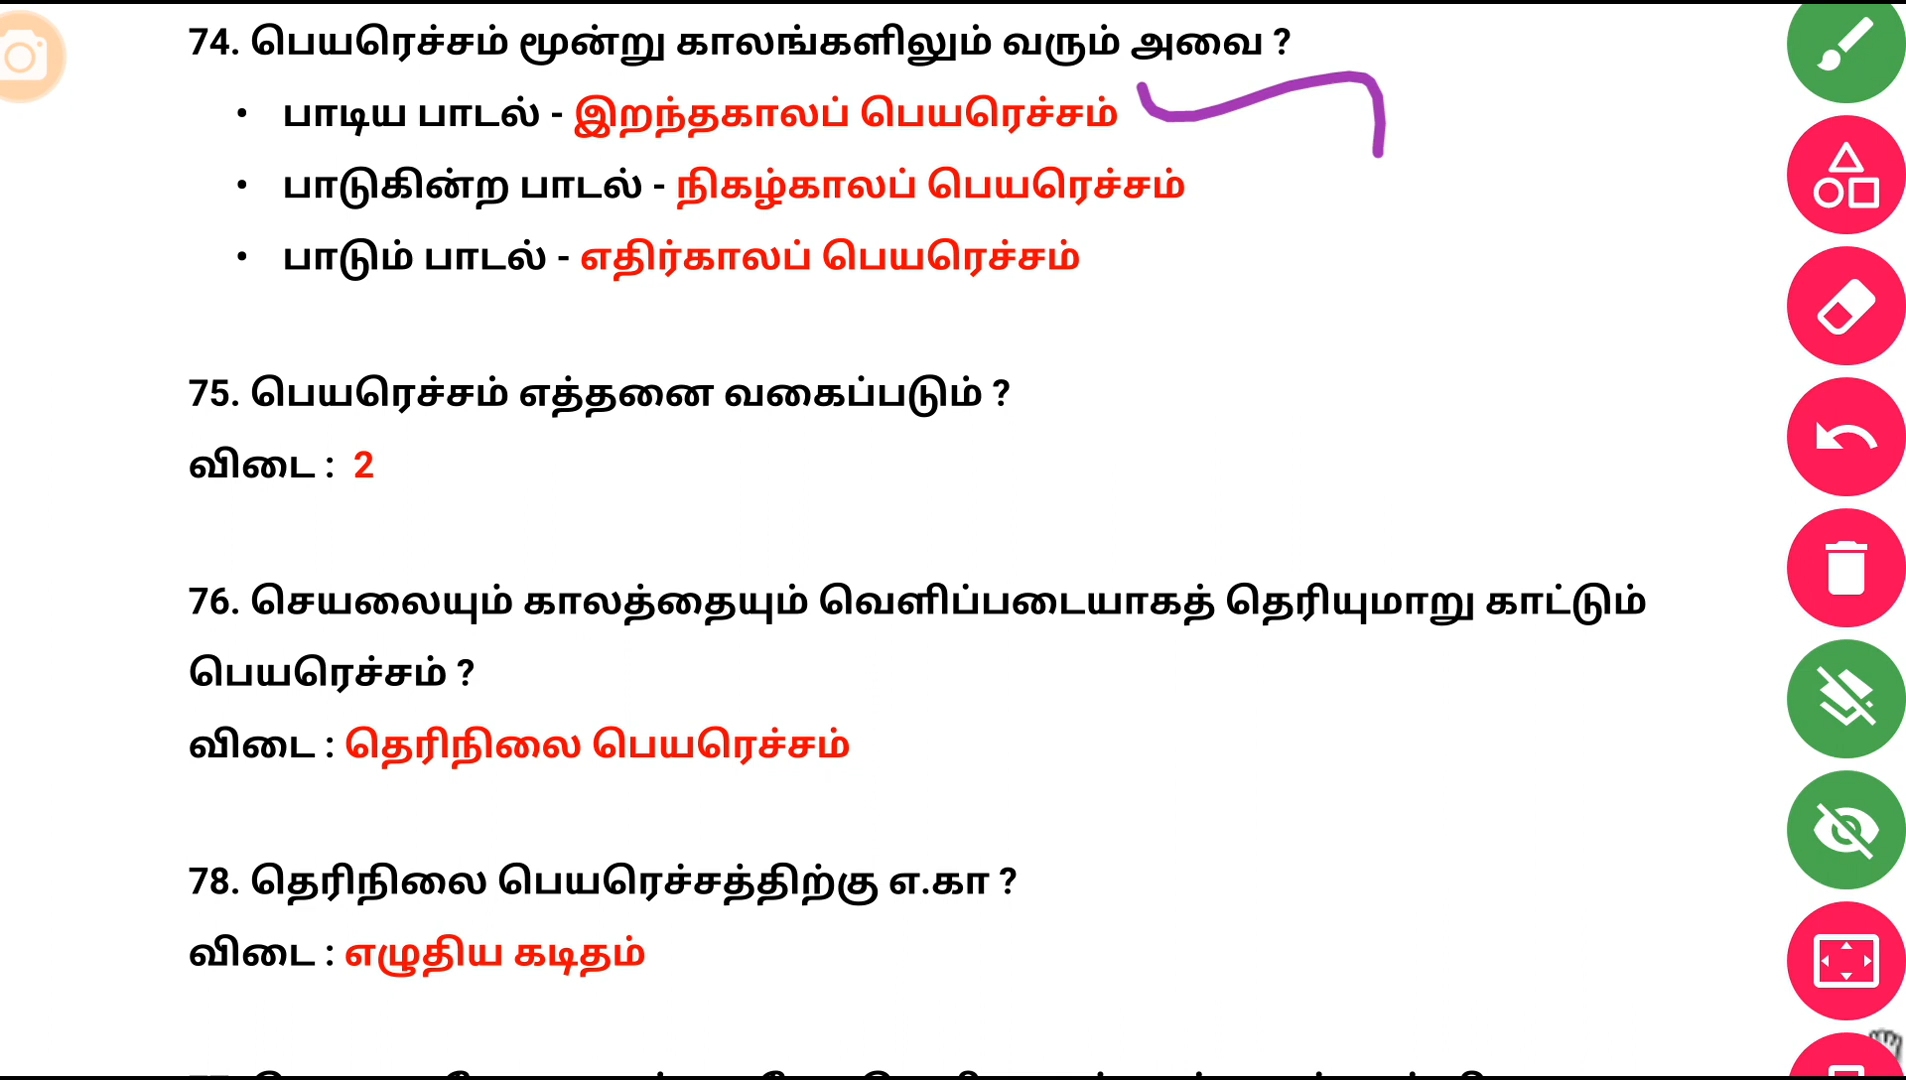 74. பெயரெச்சம் மூன்று காலங்களிலும் வரும் அவை ?
• பாடிய பாடல் - இறந்தகாலப் பெயரெச்சம்
• பாடுகின்ற பாடல் - நிகழ்காலப் பெயரெச்சம்
• பாடும் பாடல் - எதிர்காலப் பெயரெச்சம்
75. பெயரெச்சம் எத்தனை வகைப்படும் ?
விடை : 2
76. செயலையும் காலத்தையும் வெளிப்படையாகத் தெரியுமாறு காட்டும்
பெயரெச்சம் ?
விடை : தெரிநிலை பெயரெச்சம்
78. தெரிநிலை பெயரெச்சத்திற்கு எ.கா ?
விடை : எழுதிய கடிதம்